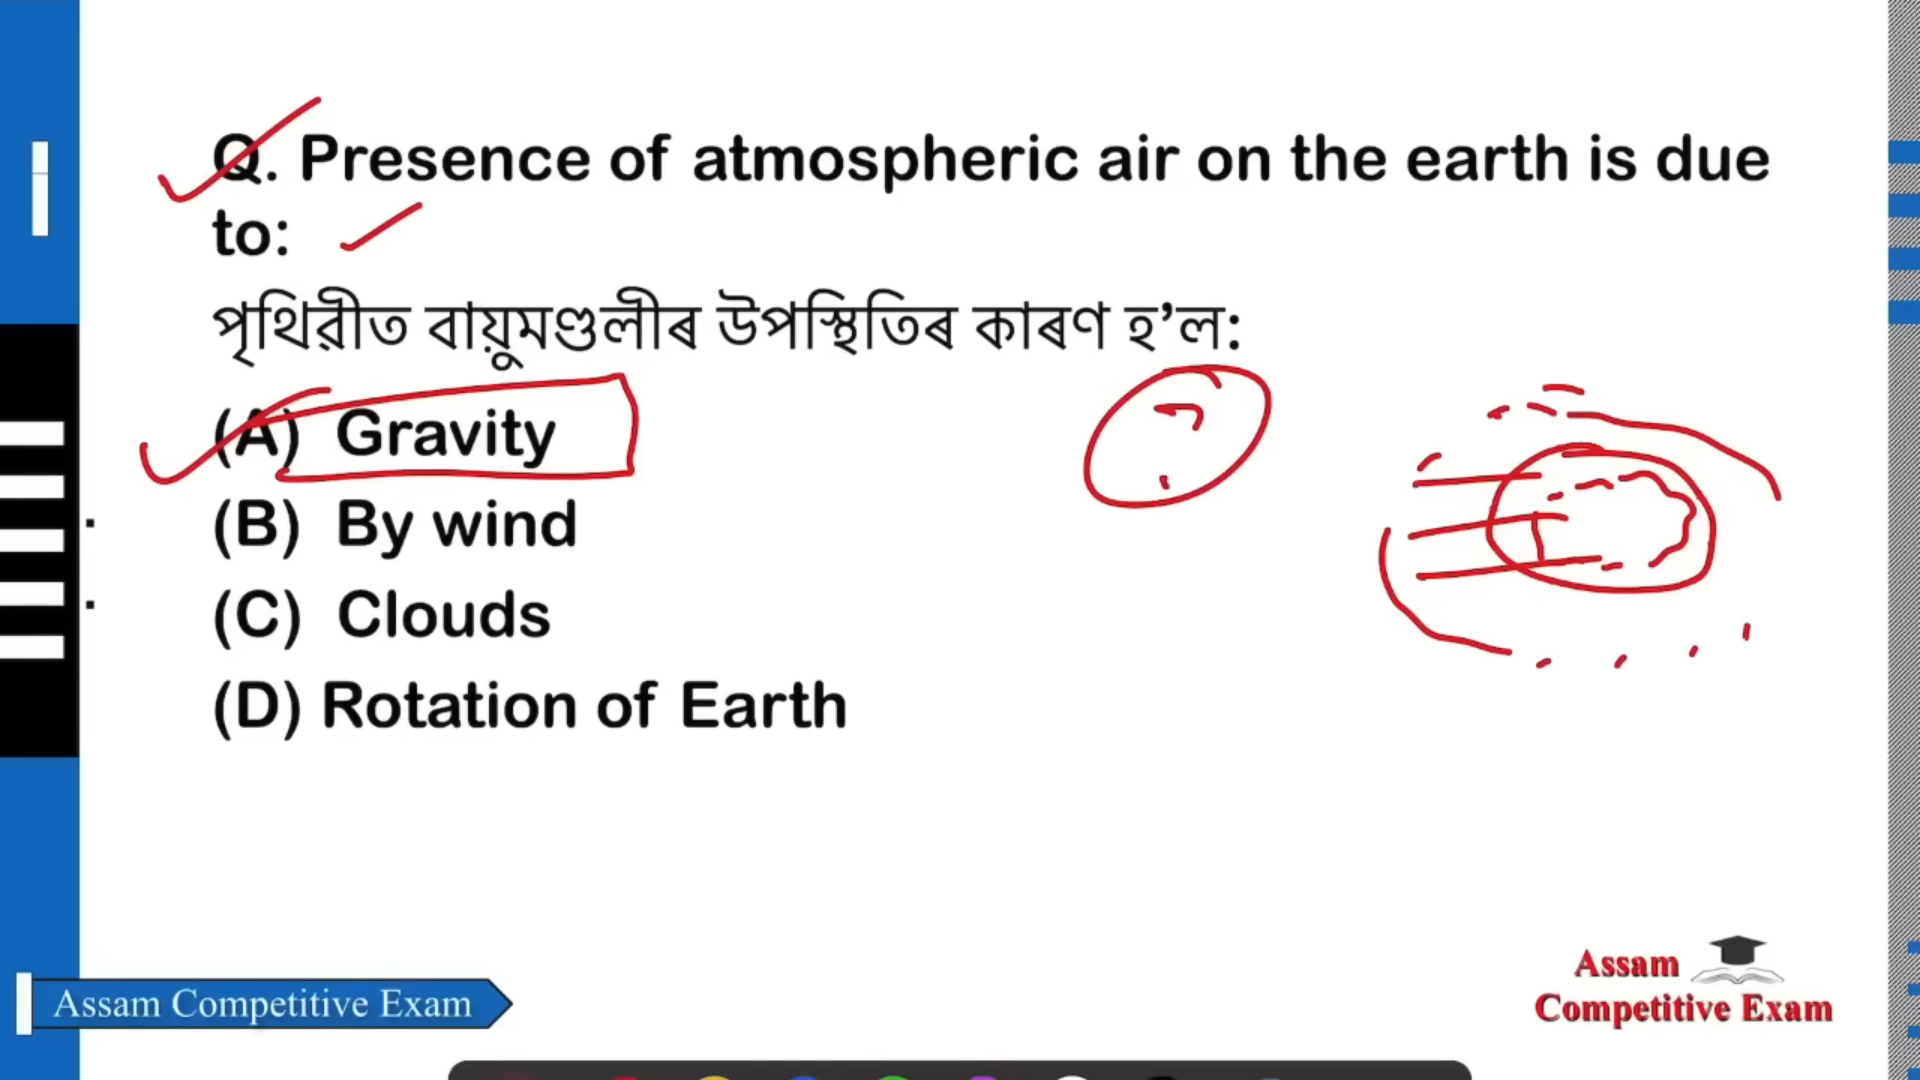 Q. Presence of atmospheric air on the earth is due
to:
পৃথিৱীত বায়ুমণ্ডলীৰ উপস্থিতিৰ কাৰণ হ’ল:
(A) Gravity
(B) By wind
(C) Clouds
(D) Rotation of Earth
Assam Competitive Exam
Assam
Competitive Exam